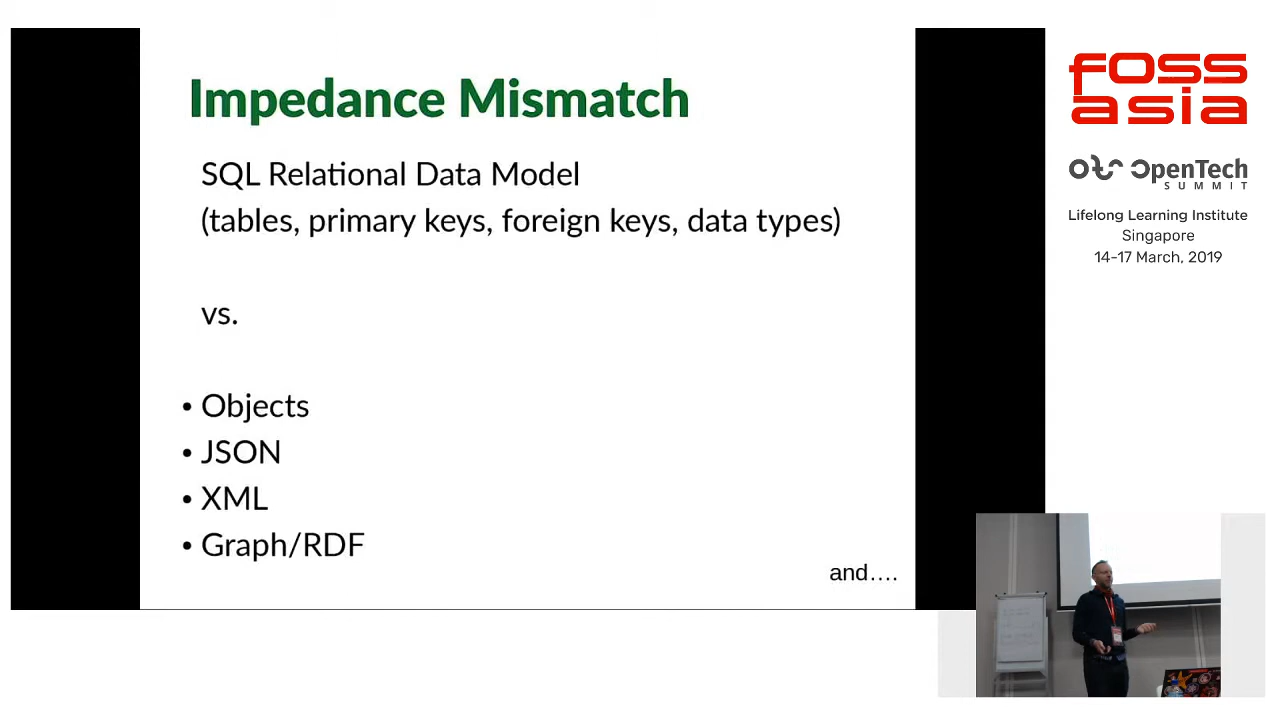 Impedance Mismatch
SQL Relational Data Model
(tables, primary keys, foreign keys, data types)
vs.
• Objects
• JSON
• XML
• Graph/RDF
and....
FOSS
asia
OpenTech
SUMMIT
Lifelong Learning Institute
Singapore
14-17 March, 2019